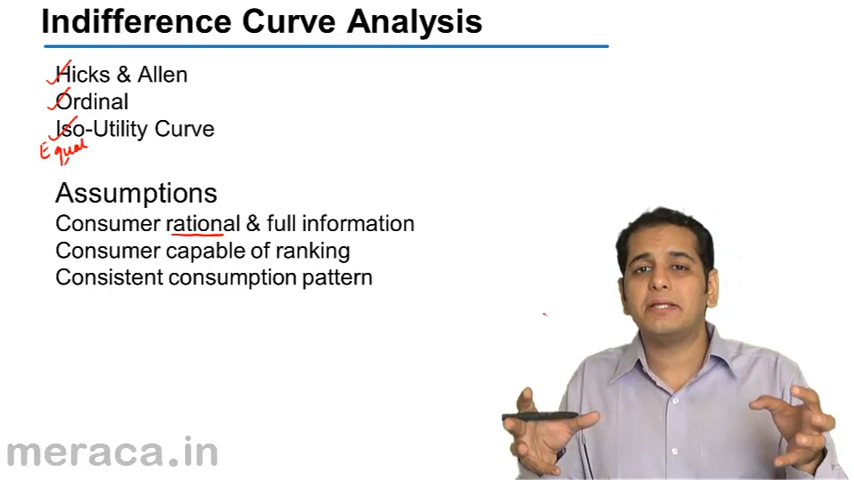 Indifference Curve Analysis
Hicks & Allen
Ordinal
Iso-Utility Curve
Equal
Assumptions
Consumer rational & full information
Consumer capable of ranking
Consistent consumption pattern
meraca.in